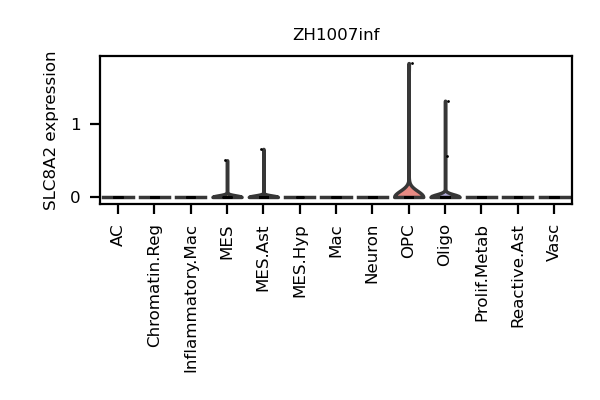 ZH1007inf
SLC8A2 expression
1
0
AC
Chromatin.Reg
Inflammatory.Mac
MES
MES.Ast
MES.Hyp
Mac
Neuron
OPC
Oligo
Prolif.Metab
Reactive.Ast
Vasc